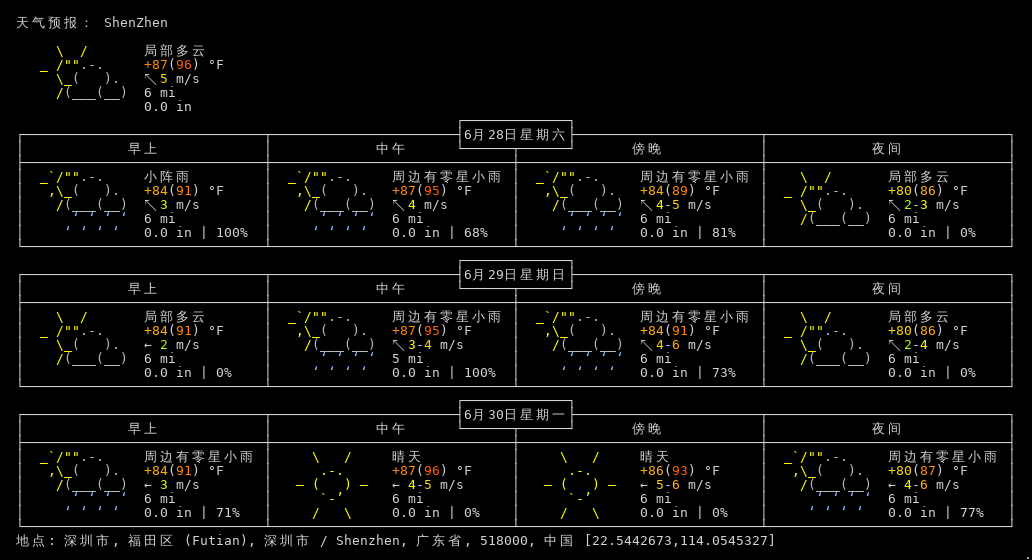 天气预报： ShenZhen
局部多云
+87(96) °F
↖5 m/s
6 mi
0.0 in
6月28日星期六
早上 中午 傍晚 夜间
小阵雨 周边有零星小雨 周边有零星小雨 局部多云
+84(91) °F +87(95) °F +84(89) °F +80(86) °F
↖3 m/s ↖4 m/s ↖4-5 m/s ↖2-3 m/s
6 mi 6 mi 6 mi 6 mi
0.0 in | 100% 0.0 in | 68% 0.0 in | 81% 0.0 in | 0%
6月29日星期日
早上 中午 傍晚 夜间
局部多云 周边有零星小雨 周边有零星小雨 局部多云
+84(91) °F +87(95) °F +84(91) °F +80(86) °F
← 2 m/s ↖3-4 m/s ↖4-6 m/s ↖2-4 m/s
6 mi 5 mi 6 mi 6 mi
0.0 in | 0% 0.0 in | 100% 0.0 in | 73% 0.0 in | 0%
6月30日星期一
早上 中午 傍晚 夜间
周边有零星小雨 晴天 晴天 周边有零星小雨
+84(91) °F +87(96) °F +86(93) °F +80(87) °F
← 3 m/s ← 4-5 m/s ← 5-6 m/s ← 4-6 m/s
6 mi 6 mi 6 mi 6 mi
0.0 in | 71% 0.0 in | 0% 0.0 in | 0% 0.0 in | 77%
地点: 深圳市, 福田区 (Futian), 深圳市 / Shenzhen, 广东省, 518000, 中国 [22.5442673,114.0545327]